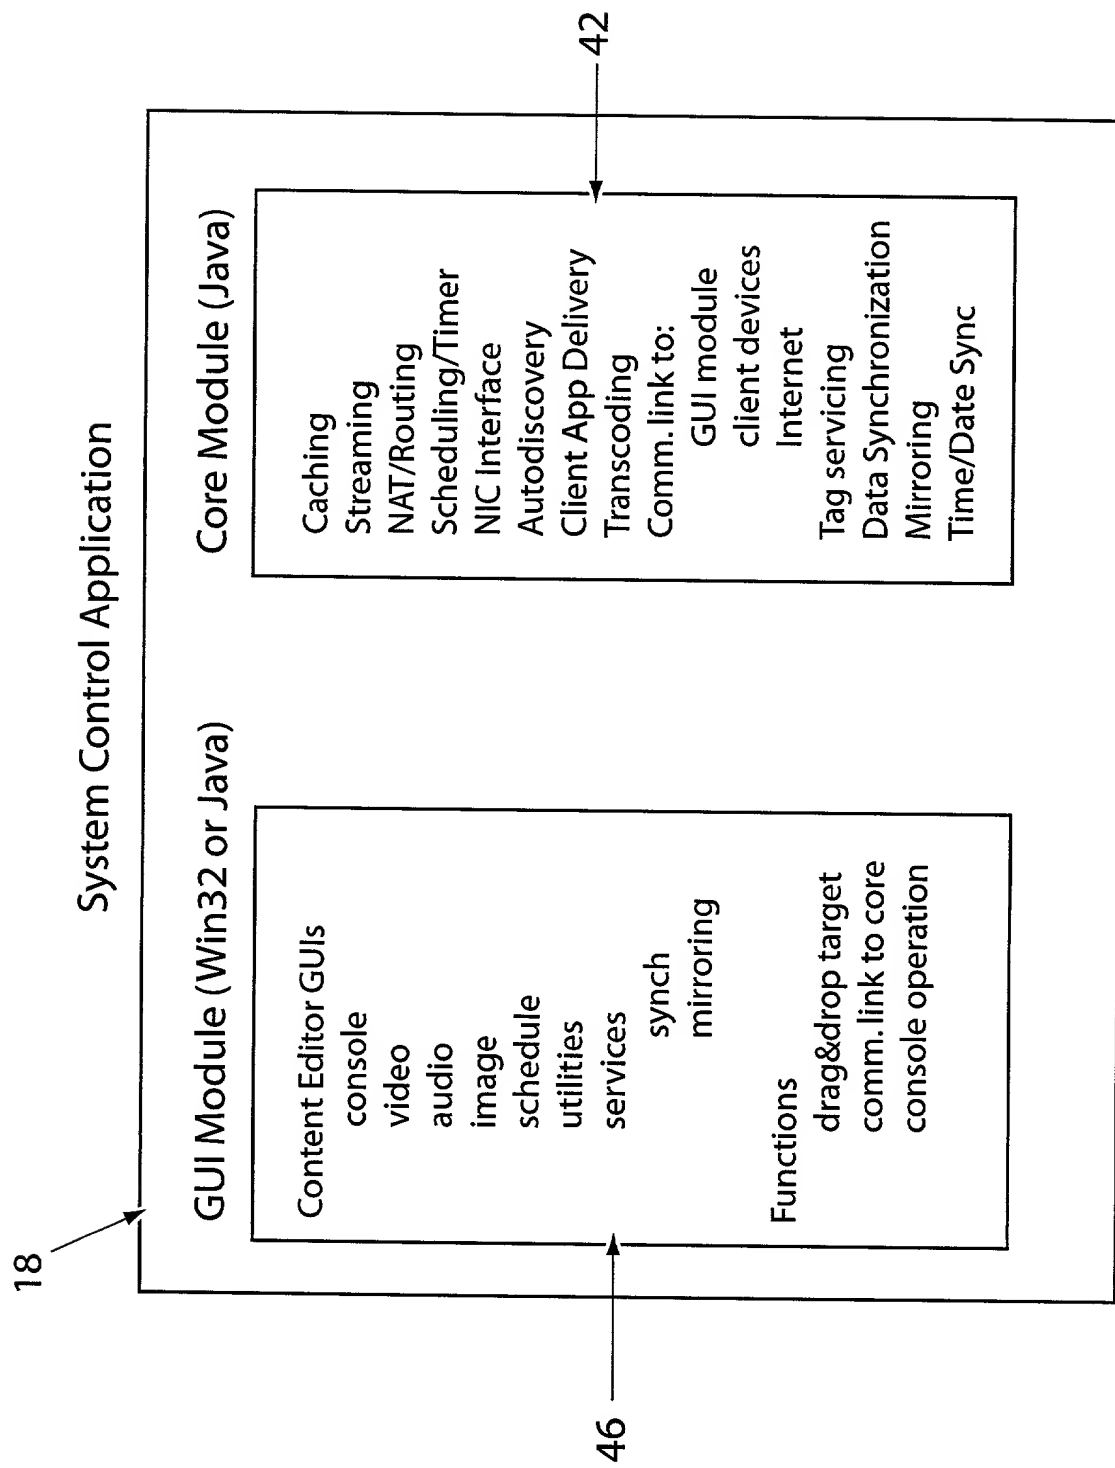 System Control Application
18
GUI Module (Win32 or Java)
Content Editor GUIs
console
video
audio
image
schedule
utilities
services
synch
mirroring
Functions
drag&drop target
comm.link to core
console operation
46
Core Module (Java)
Caching
Streaming
NAT/Routing
Scheduling/Timer
NIC Interface
Autodiscovery
Client App Delivery
Transcoding
Comm.link to:
GUI module
client devices
Internet
Tag servicing
Data Synchronization
Mirroring
Time/Date Sync
42